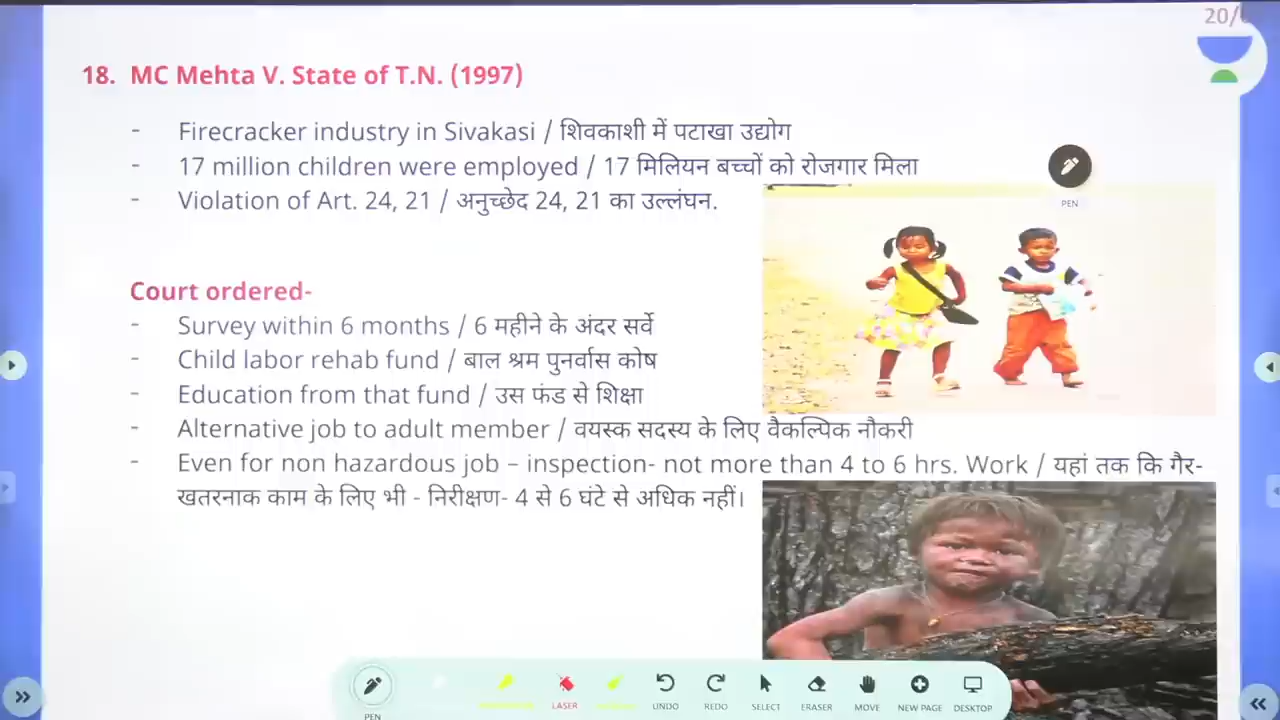 20/
18. MC Mehta V. State of T.N. (1997)
- Firecracker industry in Sivakasi / शिवकाशी में पटाखा उद्योग
- 17 million children were employed / 17 मिलियन बच्चों को रोजगार मिला
- Violation of Art. 24, 21 / अनुच्छेद 24, 21 का उल्लंघन.
PEN
Court ordered-
- Survey within 6 months / 6 महीने के अंदर सर्वे
- Child labor rehab fund / बाल श्रम पुनर्वास कोष
- Education from that fund / उस फंड से शिक्षा
- Alternative job to adult member / वयस्क सदस्य के लिए वैकल्पिक नौकरी
- Even for non hazardous job – inspection- not more than 4 to 6 hrs. Work / यहां तक कि गैर-
खतरनाक काम के लिए भी - निरीक्षण- 4 से 6 घंटे से अधिक नहीं।
PEN LASER UNDO REDO SELECT ERASER MOVE NEW PAGE DESKTOP